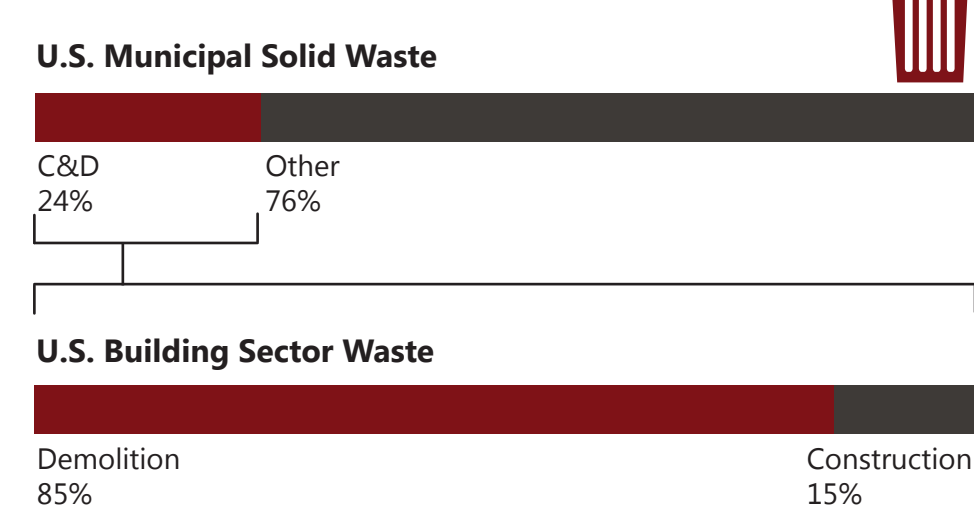 U.S. Municipal Solid Waste
C&D
Other
24%
76%
U.S. Building Sector Waste
Demolition
Construction
85%
15%